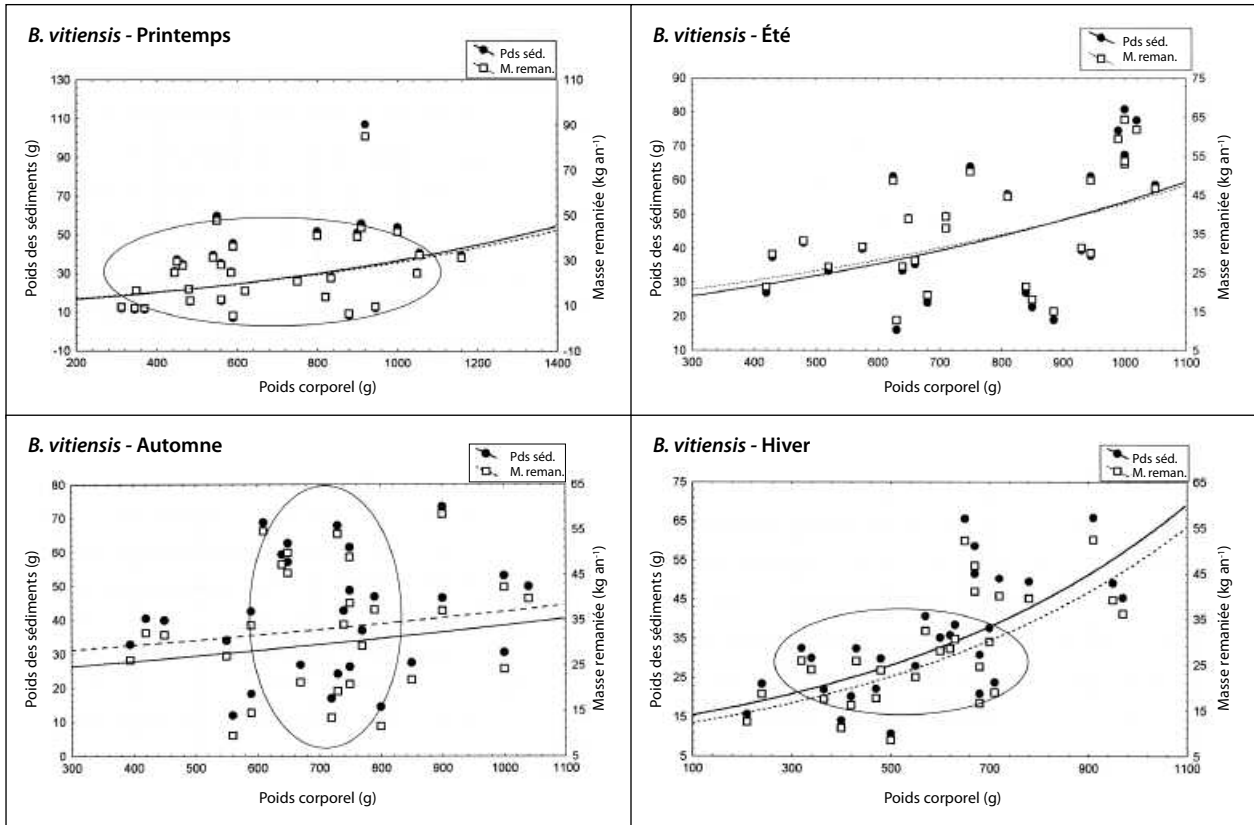 B. vitiensis - Printemps
Pds séd.
M. reman.
130
110
90
70
50
30
10
-10
110
90
70
50
30
10
-10
Poids des sédiments (g)
Masse remaniée (kg an⁻¹)
200 400 600 800 1000 1200 1400
Poids corporel (g)
B. vitiensis - Été
Pds séd.
M. reman.
90
80
70
60
50
40
30
20
10
75
65
55
45
35
25
15
5
Poids des sédiments (g)
Masse remaniée (kg an⁻¹)
300 400 500 600 700 800 900 1000 1100
Poids corporel (g)
B. vitiensis - Automne
Pds séd.
M. reman.
80
70
60
50
40
30
20
10
0
65
55
45
35
25
15
5
Poids des sédiments (g)
Masse remaniée (kg an⁻¹)
300 400 500 600 700 800 900 1000 1100
Poids corporel (g)
B. vitiensis - Hiver
Pds séd.
M. reman.
75
65
55
45
35
25
15
5
65
55
45
35
25
15
5
Poids des sédiments (g)
Masse remaniée (kg an⁻¹)
100 300 500 700 900 1100
Poids corporel (g)